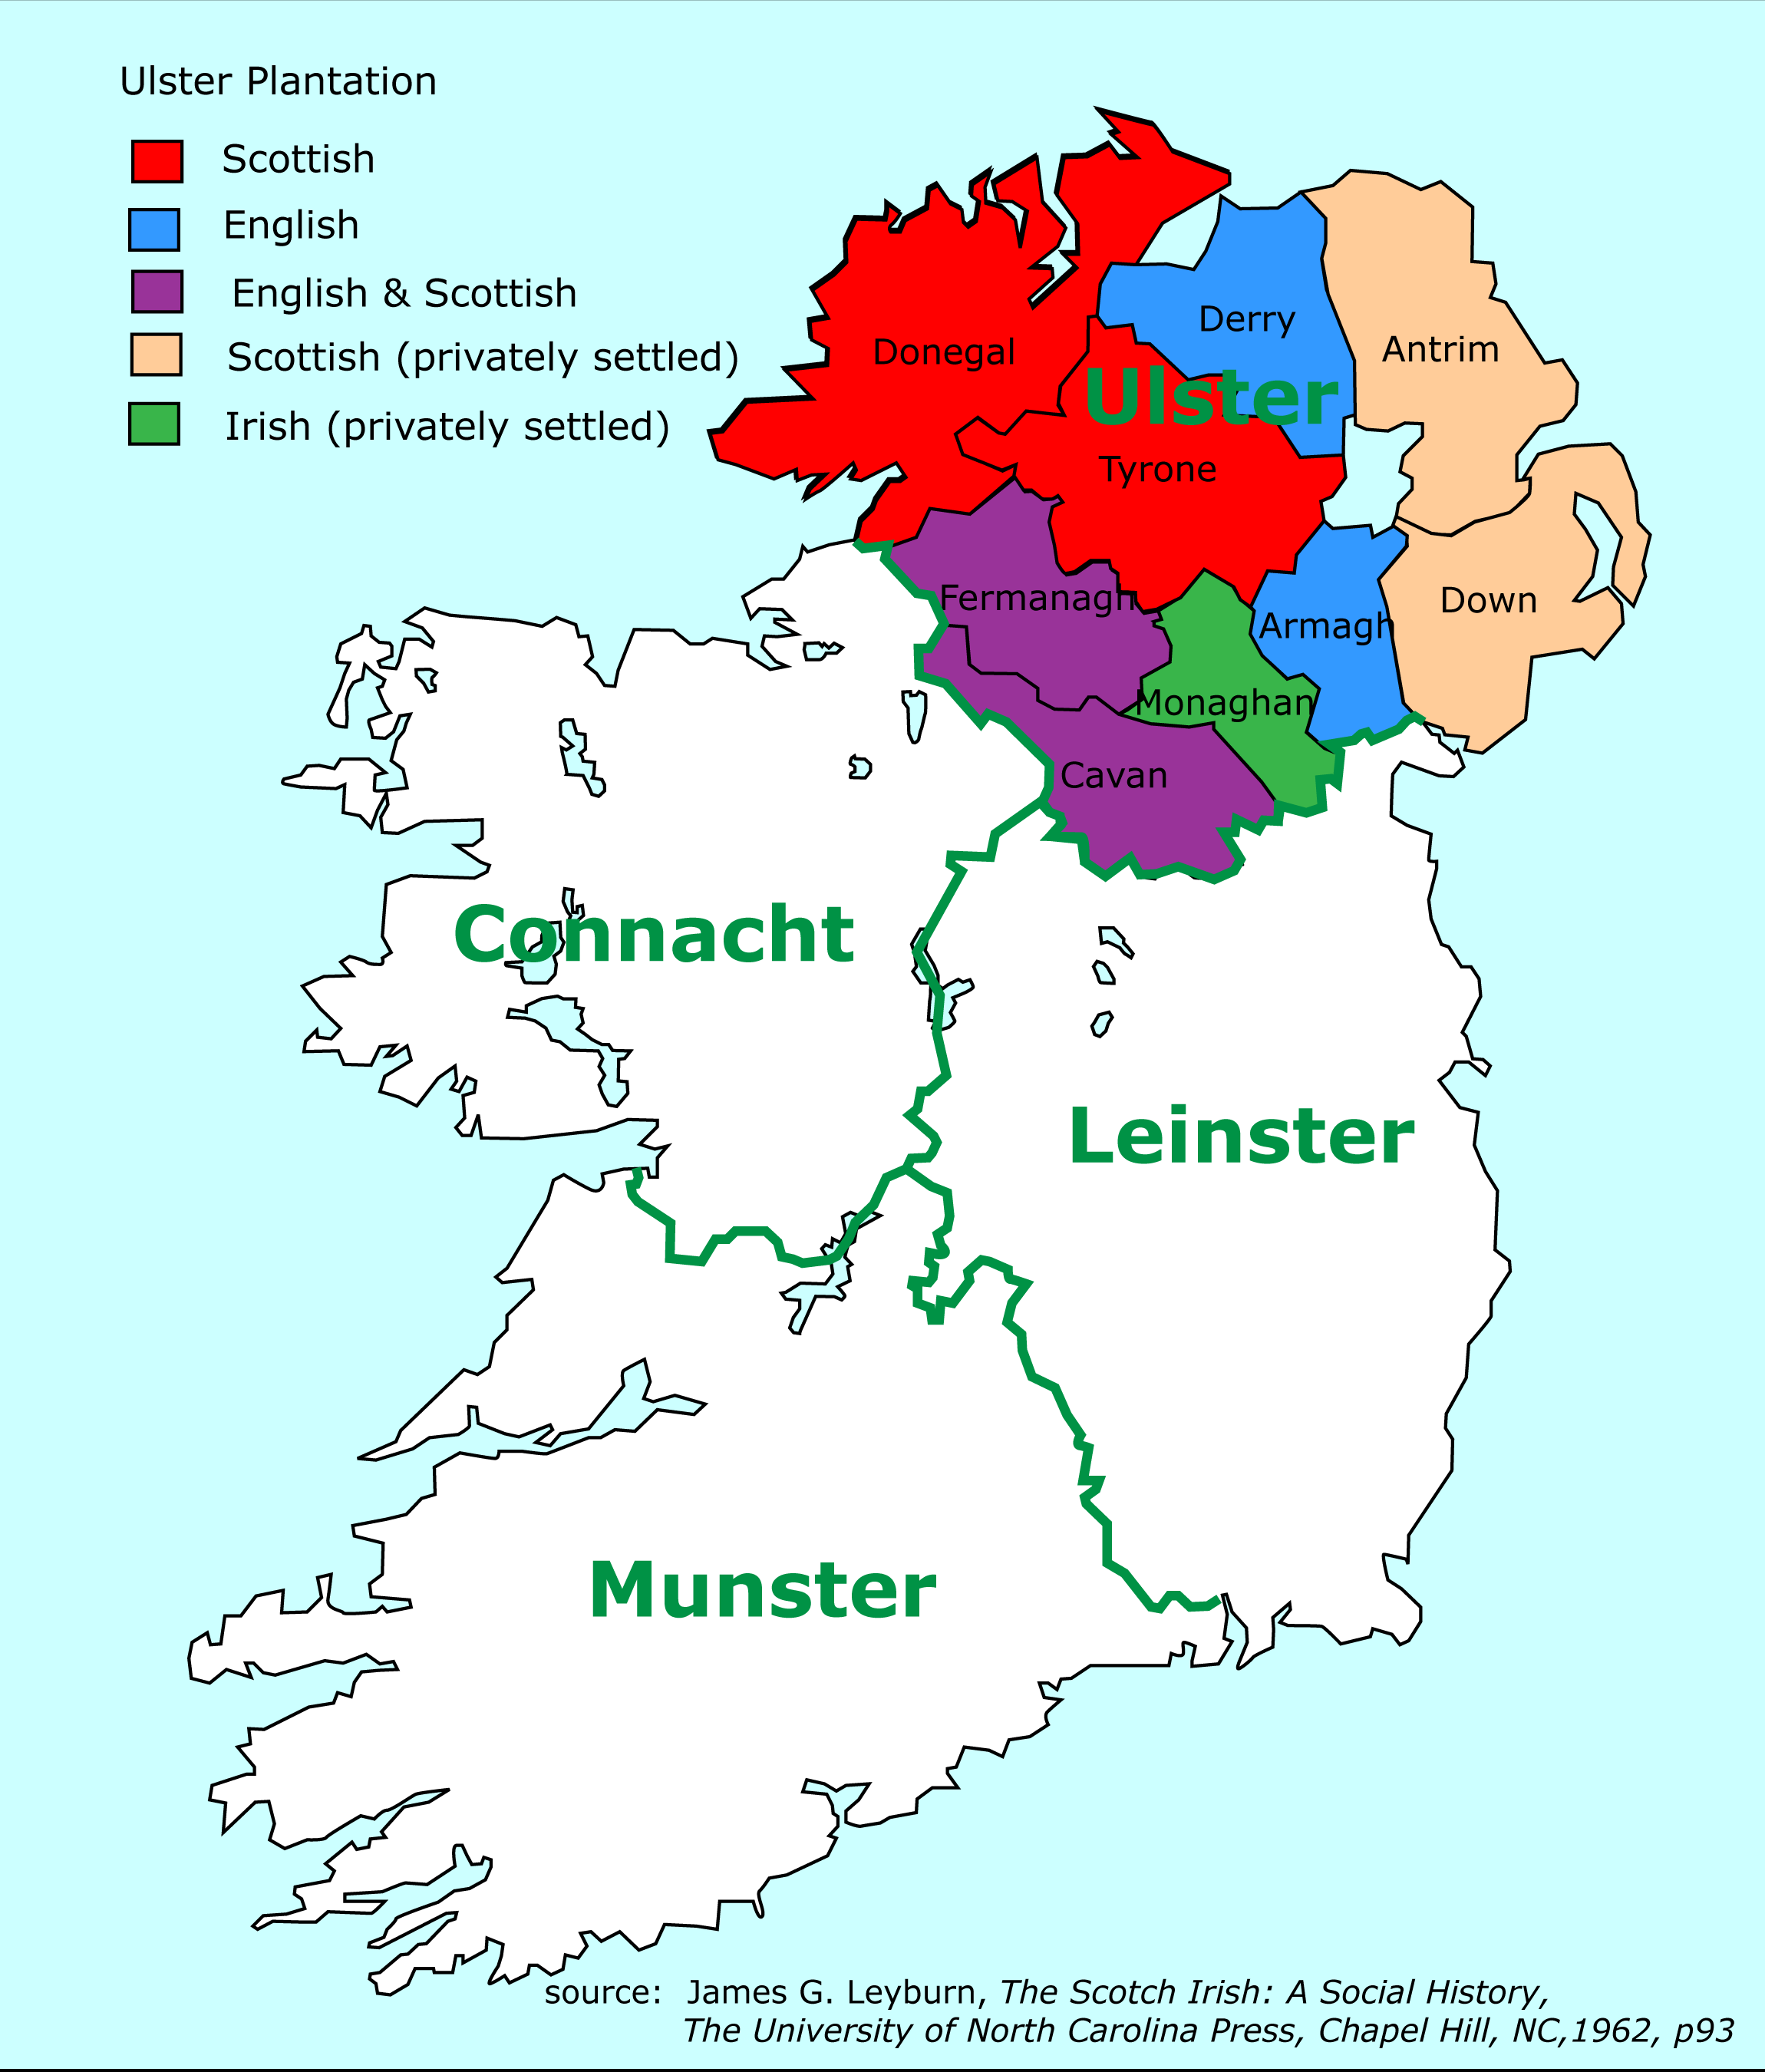 Ulster Plantation
Scottish
English
English & Scottish
Scottish (privately settled)
Irish (privately settled)
Derry
Antrim
Donegal
Ulster
Tyrone
Fermanagh
Down
Armagh
Monaghan
Cavan
Connacht
Leinster
Munster
source: James G. Leyburn, The Scotch Irish: A Social History,
The University of North Carolina Press, Chapel Hill, NC,1962, p93